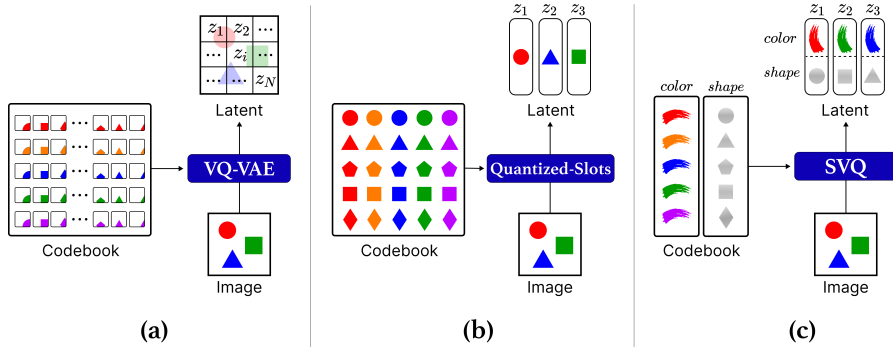 z1 z2 ···
··· zi ···
··· ··· zN
Latent
VQ-VAE
Codebook
Image
(a)
z1 z2 z3
Latent
Quantized-Slots
Codebook
Image
(b)
z1 z2 z3
color
shape
Latent
color shape
SVQ
Codebook
Image
(c)